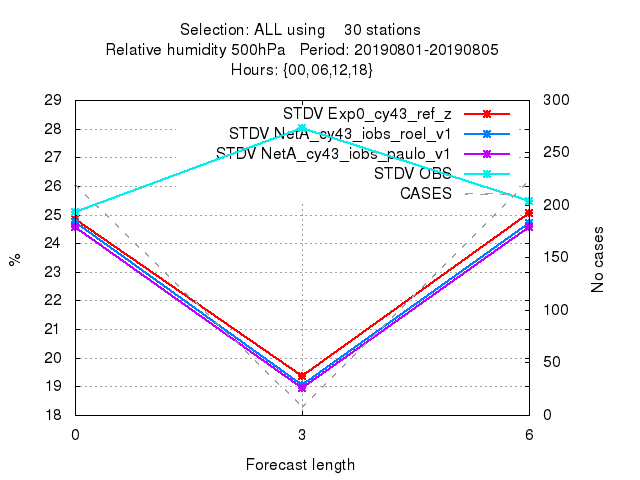 Selection: ALL using 30 stations
Relative humidity 500hPa Period: 20190801-20190805
Hours: {00,06,12,18}
STDV Exp0_cy43_ref_z
STDV NetA_cy43_iobs_roel_v1
STDV NetA_cy43_iobs_paulo_v1
STDV OBS
CASES
29
28
27
26
25
24
23
22
21
20
19
18
%
300
250
200
150
100
50
0
No cases
0 3 6
Forecast length